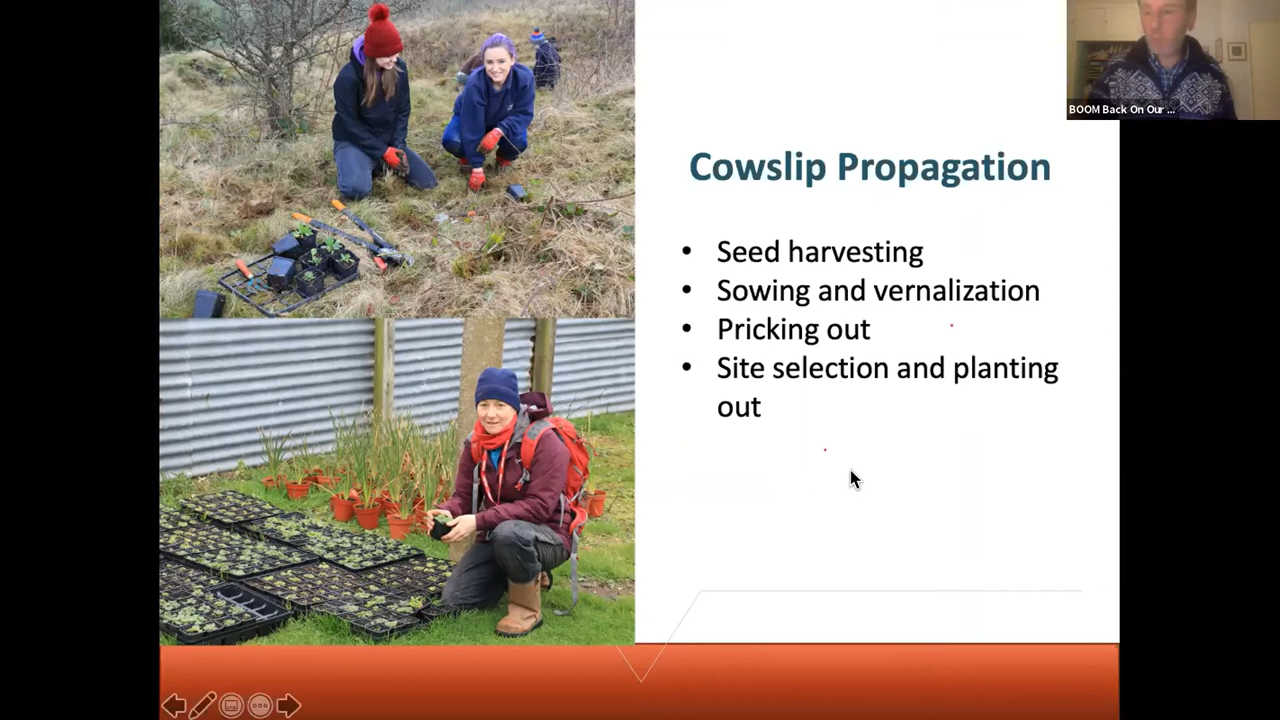 BOOM Back On Our ...
Cowslip Propagation
• Seed harvesting
• Sowing and vernalization
• Pricking out
• Site selection and planting
out